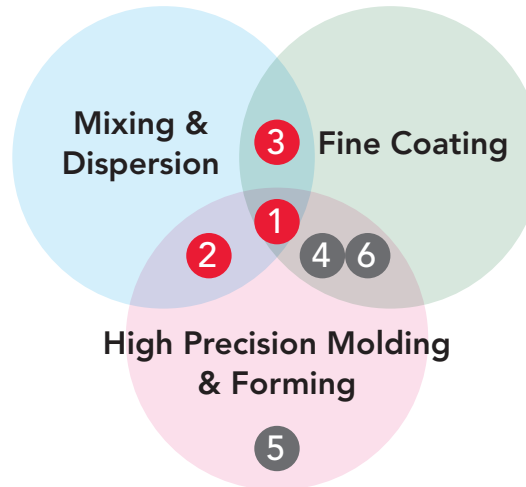 Mixing &
Dispersion
3
Fine Coating
1
2
4
6
High Precision Molding
& Forming
5